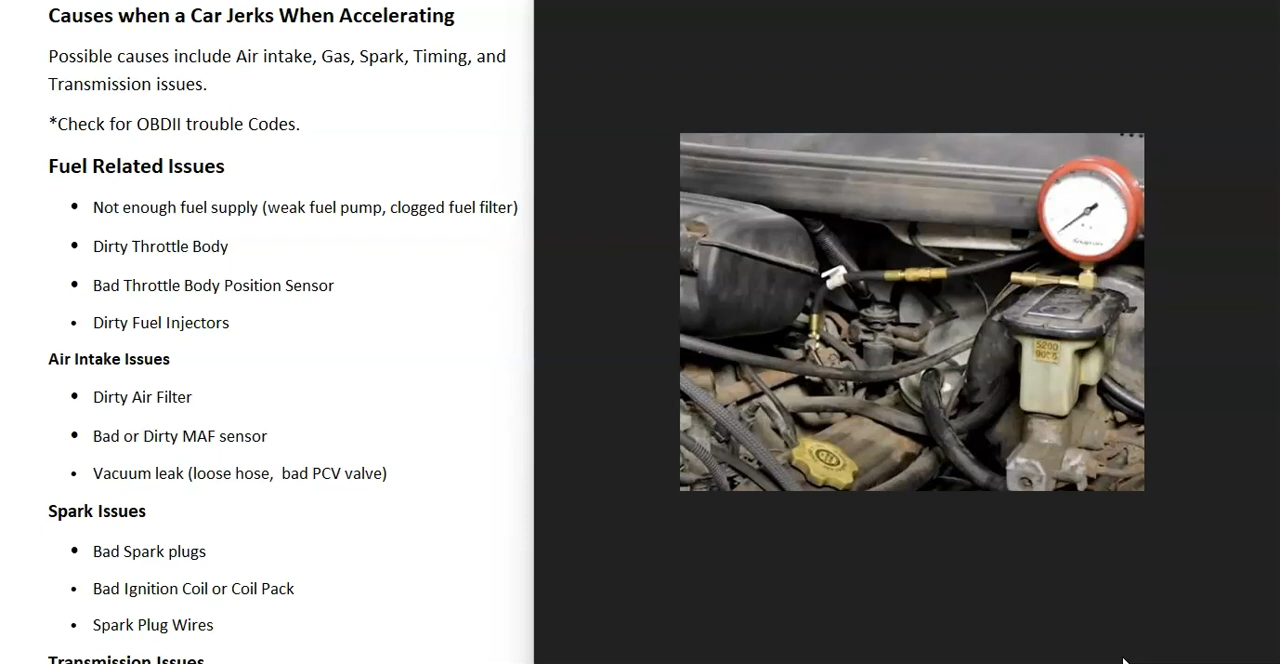 Causes when a Car Jerks When Accelerating
Possible causes include Air intake, Gas, Spark, Timing, and
Transmission issues.
*Check for OBDII trouble Codes.
Fuel Related Issues
• Not enough fuel supply (weak fuel pump, clogged fuel filter)
• Dirty Throttle Body
• Bad Throttle Body Position Sensor
• Dirty Fuel Injectors
Air Intake Issues
• Dirty Air Filter
• Bad or Dirty MAF sensor
• Vacuum leak (loose hose,  bad PCV valve)
Spark Issues
• Bad Spark plugs
• Bad Ignition Coil or Coil Pack
• Spark Plug Wires
Transmission Issues